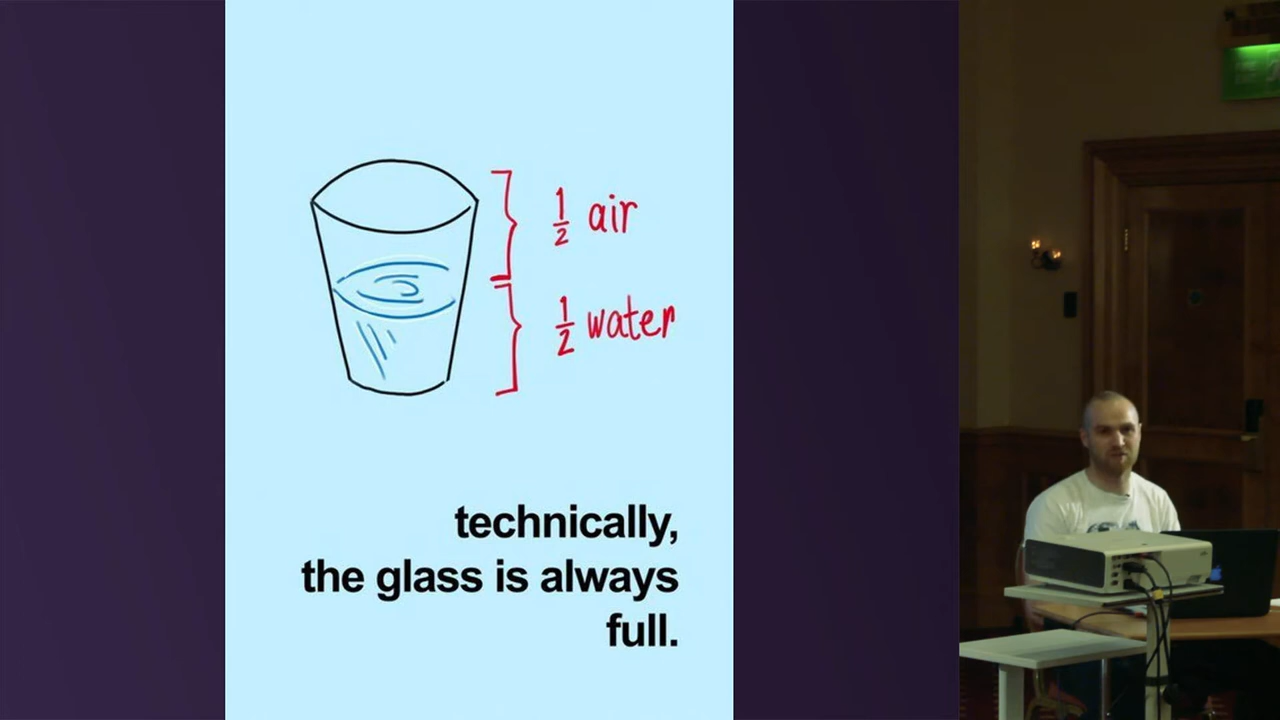 ½ air
½ water
technically,
the glass is always
full.